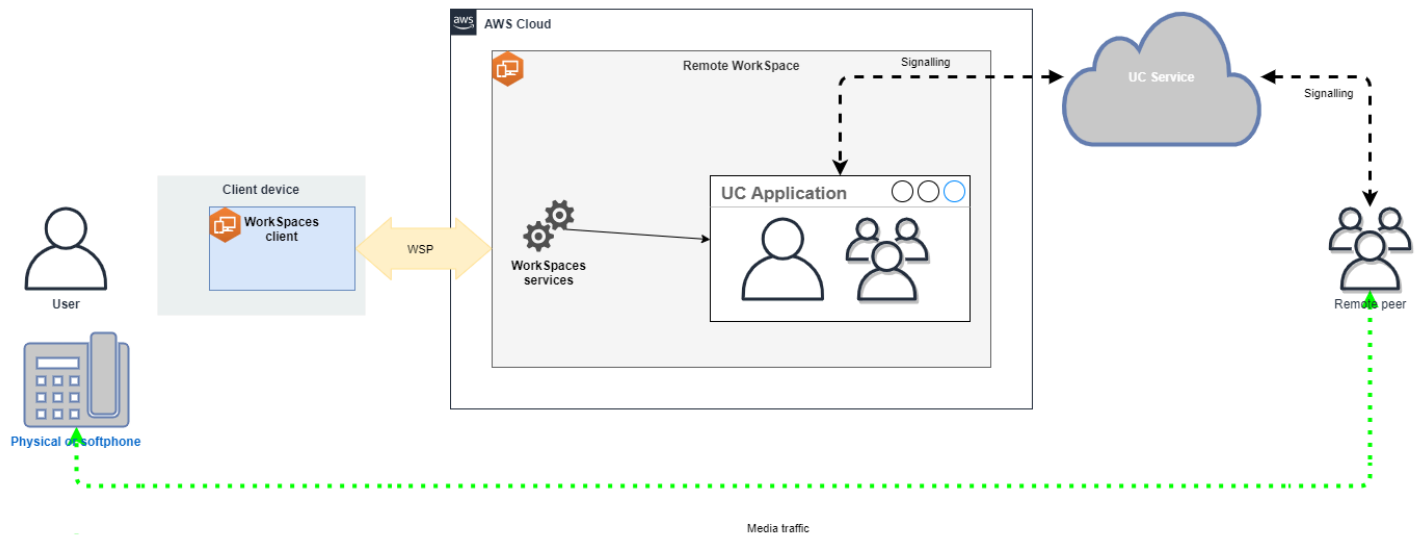 aws
AWS Cloud
Remote WorkSpace
Signalling
UC Service
Signalling
Client device
WorkSpaces
client
WSP
WorkSpaces
services
UC Application
User
Remote peer
Physical or softphone
Media traffic